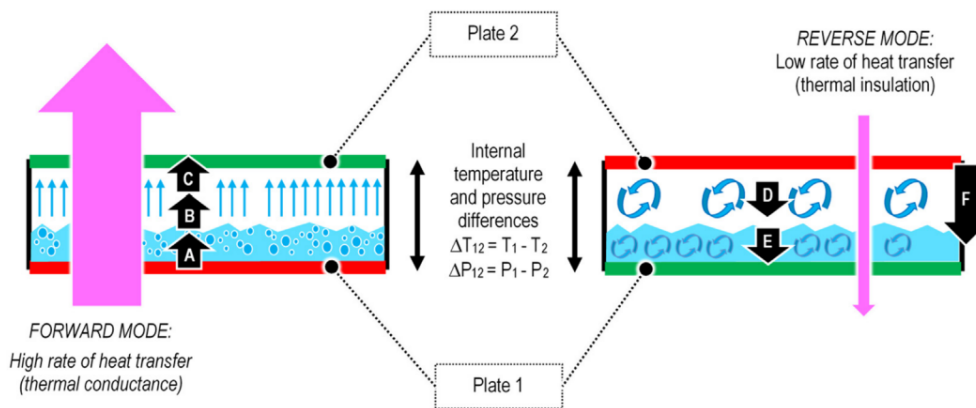 Plate 2
REVERSE MODE:
Low rate of heat transfer
(thermal insulation)
C
B
A
Internal
temperature
and pressure
differences
ΔT12 = T1 - T2
ΔP12 = P1 - P2
D
E
F
FORWARD MODE:
High rate of heat transfer
(thermal conductance)
Plate 1